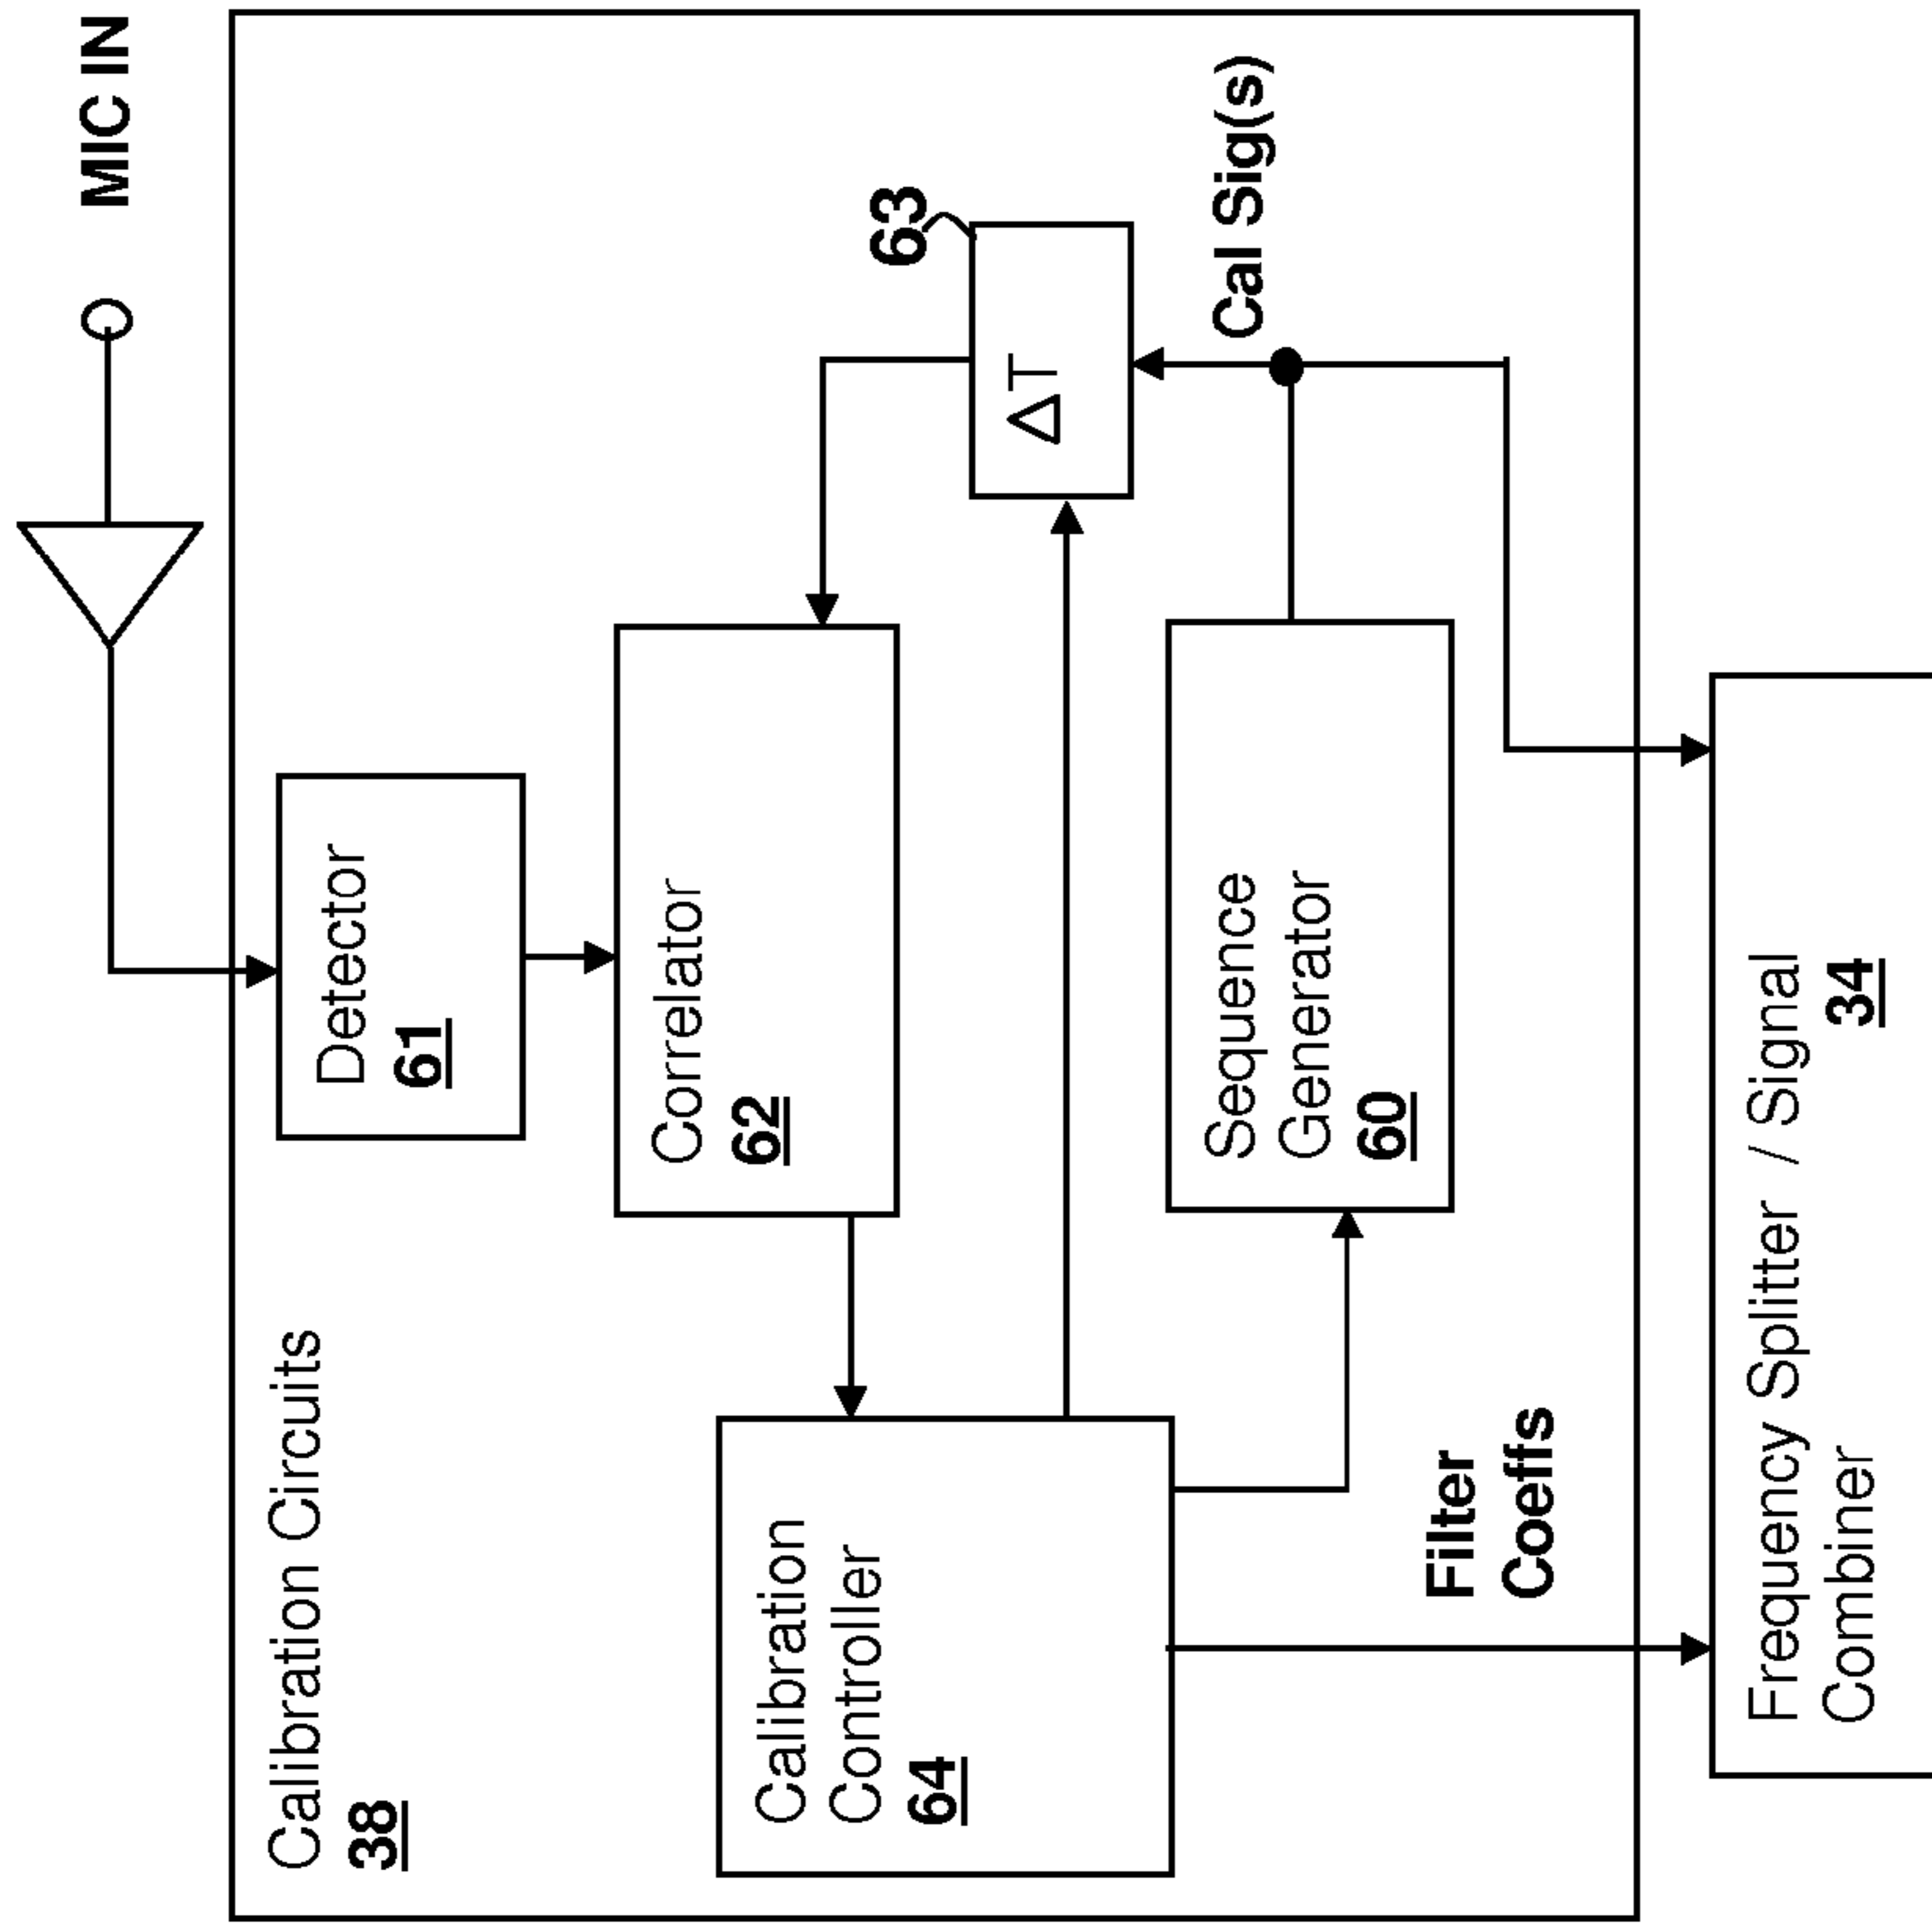 MIC IN
Calibration Circuits
38
Detector
61
Correlator
62
63
ΔT
Cal Sig(s)
Calibration
Controller
64
Sequence
Generator
60
Filter
Coeffs
Frequency Splitter / Signal
Combiner
34